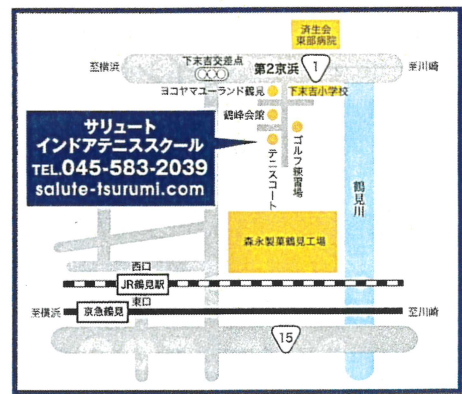 済生会
東部病院
下末吉交差点
至横浜
第2京浜
1
至川崎
ヨコヤマユーランド鶴見
下末吉小学校
鶴峰会館
サリュート
インドアテニススクール
TEL.045-583-2039
salute-tsurumi.com
テニスコート
ゴルフ練習場
鶴見川
森永製菓鶴見工場
西口
JR鶴見駅
東口
至横浜
京急鶴見
至川崎
15